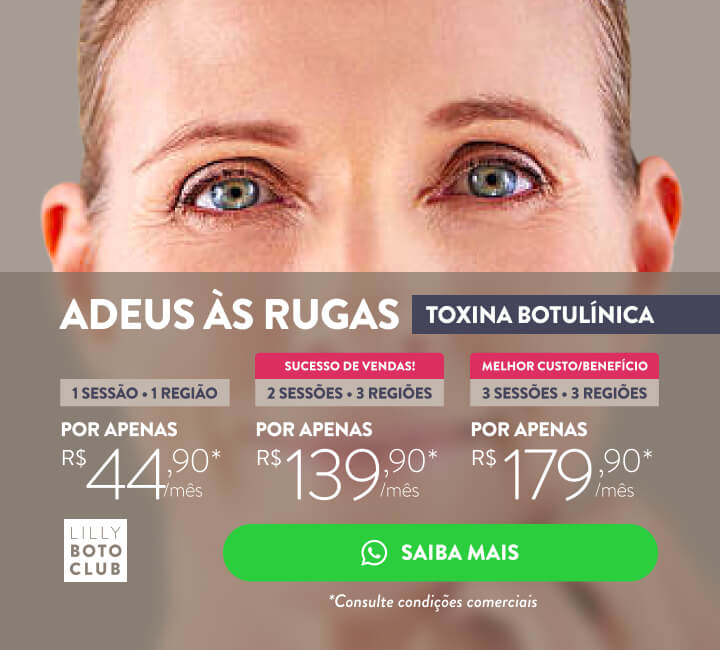 ADEUS ÀS RUGAS
TOXINA BOTULÍNICA
1 SESSÃO • 1 REGIÃO
POR APENAS
R$ 44,90*
/mês
SUCESSO DE VENDAS!
2 SESSÕES • 3 REGIÕES
POR APENAS
R$ 139,90*
/mês
MELHOR CUSTO/BENEFÍCIO
3 SESSÕES • 3 REGIÕES
POR APENAS
R$ 179,90*
/mês
LILLY
BOTO
CLUB
SAIBA MAIS
*Consulte condições comerciais